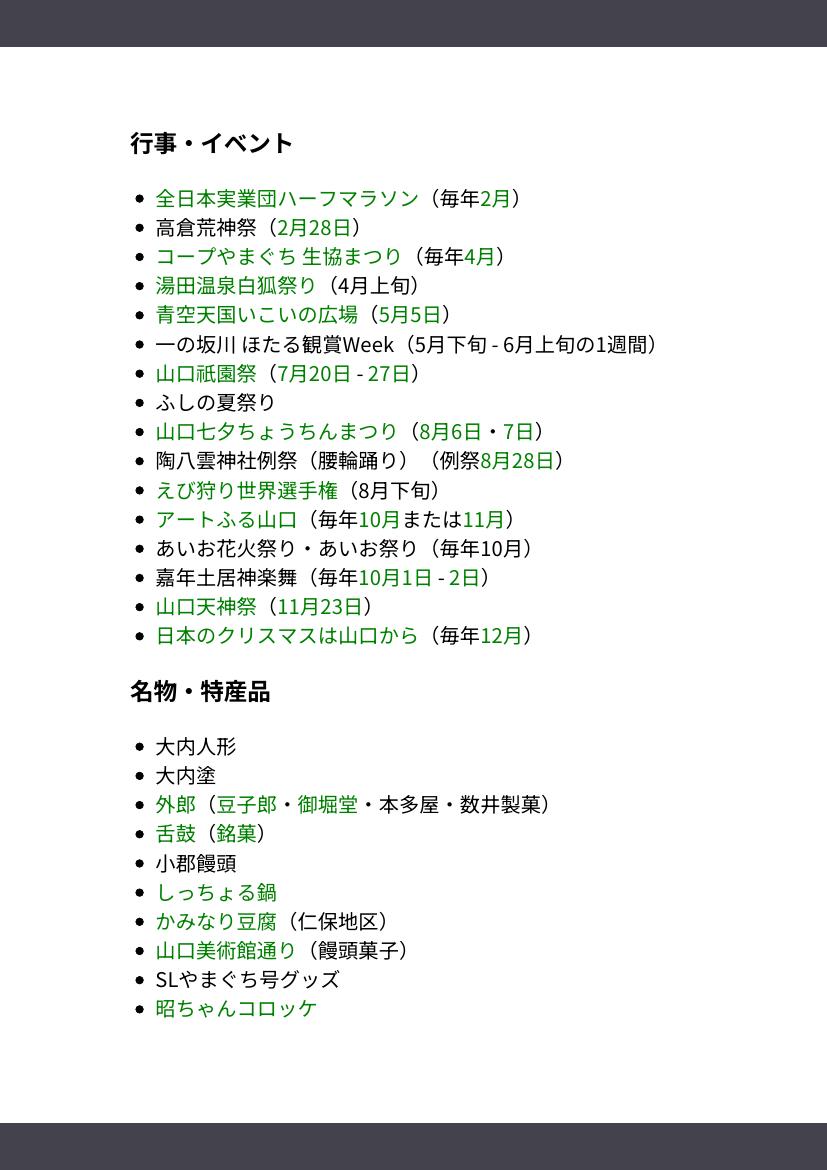 行事・イベント
全日本実業団ハーフマラソン（毎年2月）
高倉荒神祭（2月28日）
コープやまぐち 生協まつり（毎年4月）
湯田温泉白狐祭り（4月上旬）
青空天国いこいの広場（5月5日）
一の坂川 ほたる観賞Week（5月下旬 - 6月上旬の1週間）
山口祇園祭（7月20日 - 27日）
ふしの夏祭り
山口七夕ちょうちんまつり（8月6日・7日）
陶八雲神社例祭（腰輪踊り）（例祭8月28日）
えび狩り世界選手権（8月下旬）
アートふる山口（毎年10月または11月）
あいお花火祭り・あいお祭り（毎年10月）
嘉年土居神楽舞（毎年10月1日 - 2日）
山口天神祭（11月23日）
日本のクリスマスは山口から（毎年12月）
名物・特産品
大内人形
大内塗
外郎（豆子郎・御堀堂・本多屋・数井製菓）
舌鼓（銘菓）
小郡饅頭
しっちょる鍋
かみなり豆腐（仁保地区）
山口美術館通り（饅頭菓子）
SLやまぐち号グッズ
昭ちゃんコロッケ